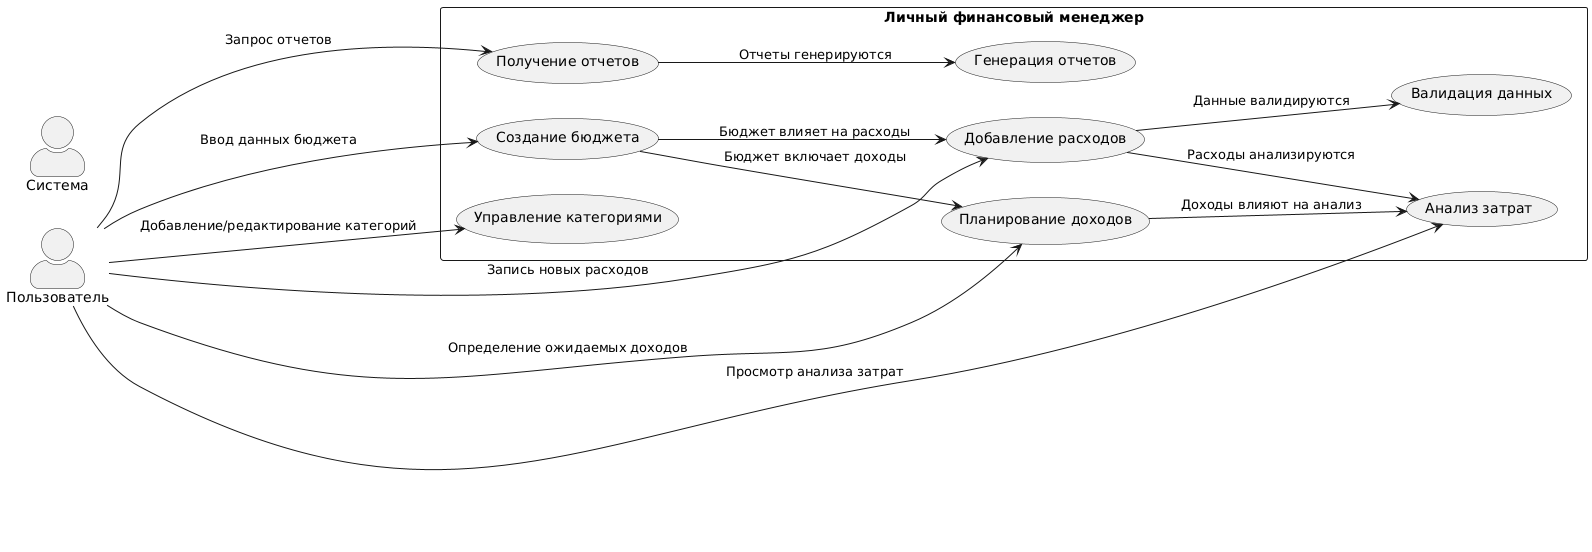 Личный финансовый менеджер
Запрос отчетов
Получение отчетов
Отчеты генерируются
Генерация отчетов
Валидация данных
Данные валидируются
Ввод данных бюджета
Создание бюджета
Бюджет влияет на расходы
Добавление расходов
Бюджет включает доходы
Расходы анализируются
Система
Добавление/редактирование категорий
Управление категориями
Планирование доходов
Доходы влияют на анализ
Анализ затрат
Запись новых расходов
Пользователь
Определение ожидаемых доходов
Просмотр анализа затрат